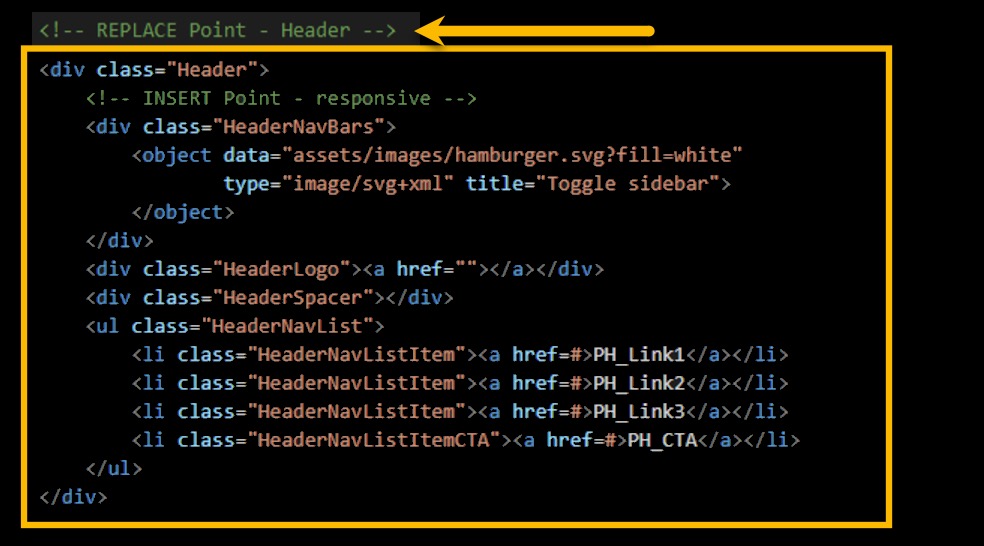 <!-- REPLACE Point - Header -->
<div class="Header">
    <!-- INSERT Point - responsive -->
    <div class="HeaderNavBars">
        <object data="assets/images/hamburger.svg?fill=white"
                type="image/svg+xml" title="Toggle sidebar">
        </object>
    </div>
    <div class="HeaderLogo"><a href=""></a></div>
    <div class="HeaderSpacer"></div>
    <ul class="HeaderNavList">
        <li class="HeaderNavListItem"><a href=#>PH_Link1</a></li>
        <li class="HeaderNavListItem"><a href=#>PH_Link2</a></li>
        <li class="HeaderNavListItem"><a href=#>PH_Link3</a></li>
        <li class="HeaderNavListItemCTA"><a href=#>PH_CTA</a></li>
    </ul>
</div>